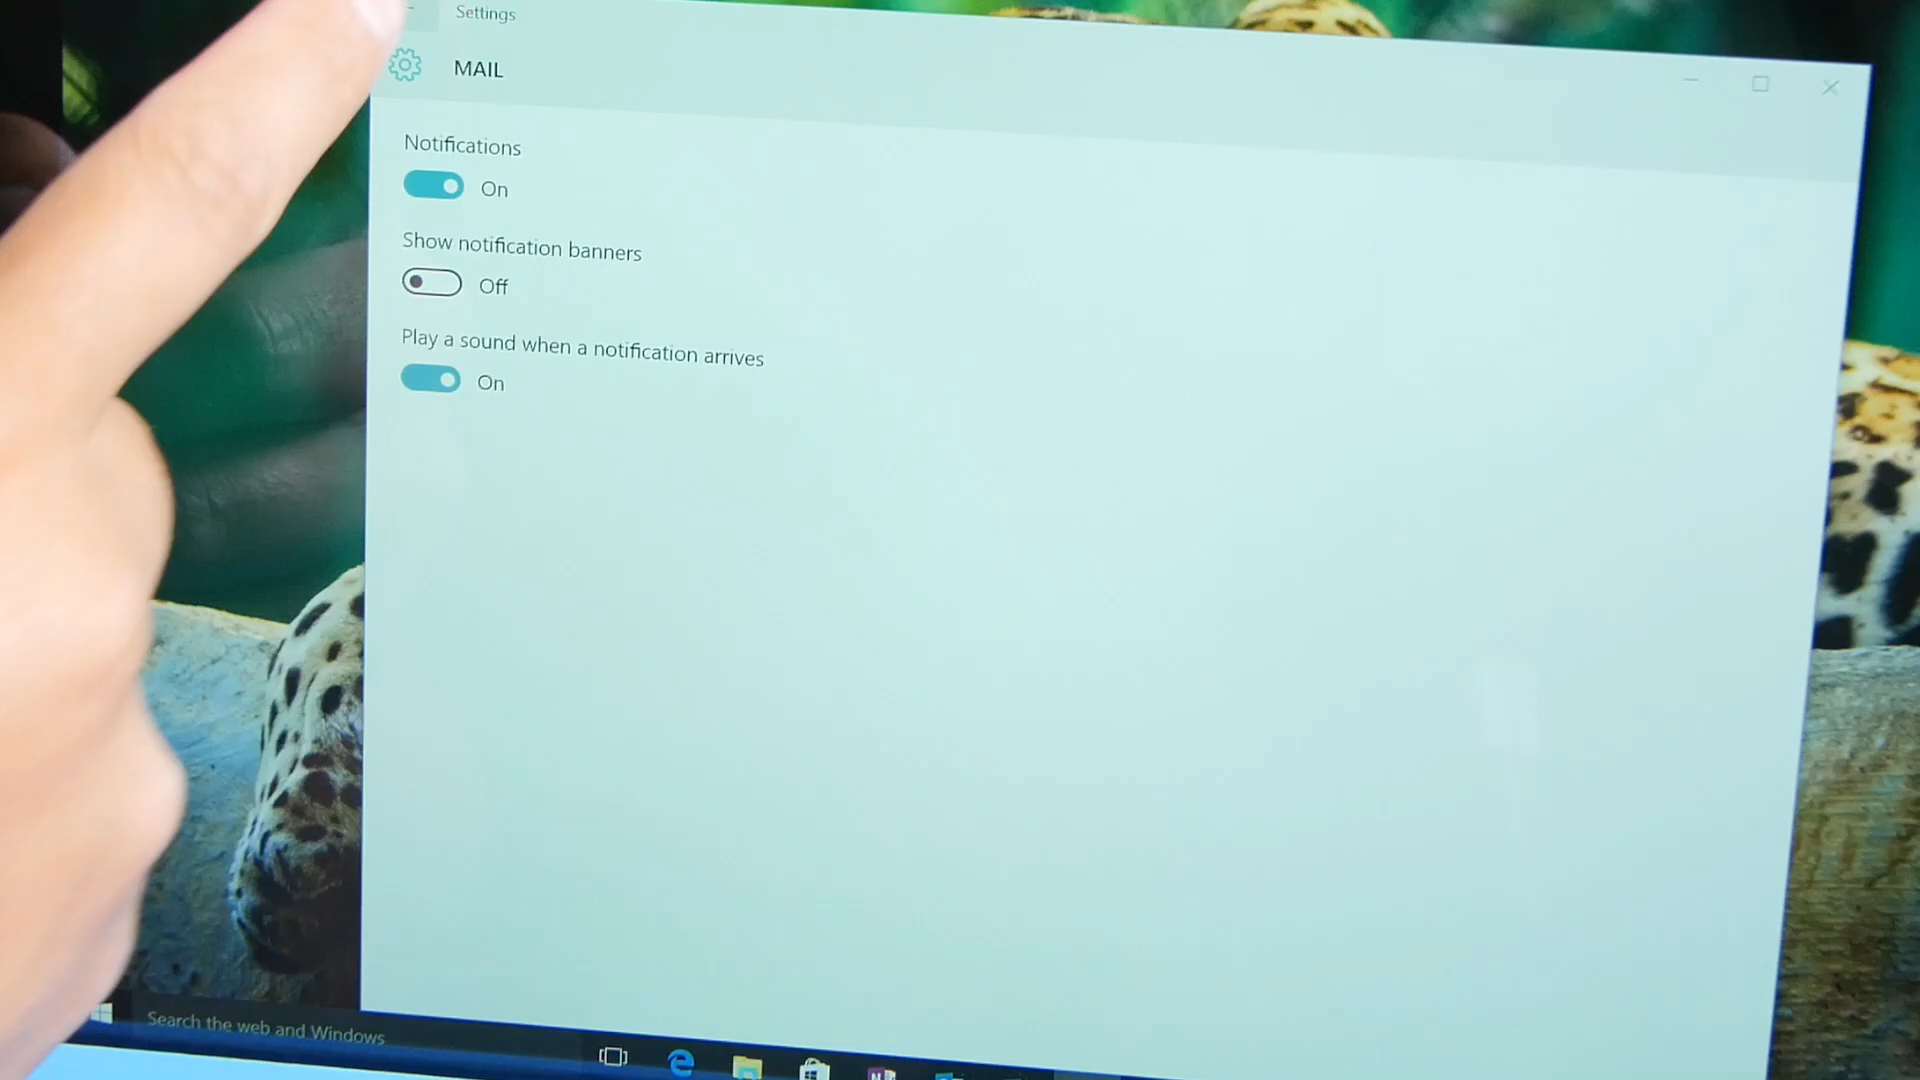 Settings
MAIL
Notifications
On
Show notification banners
Off
Play a sound when a notification arrives
On
Search the web and Windows